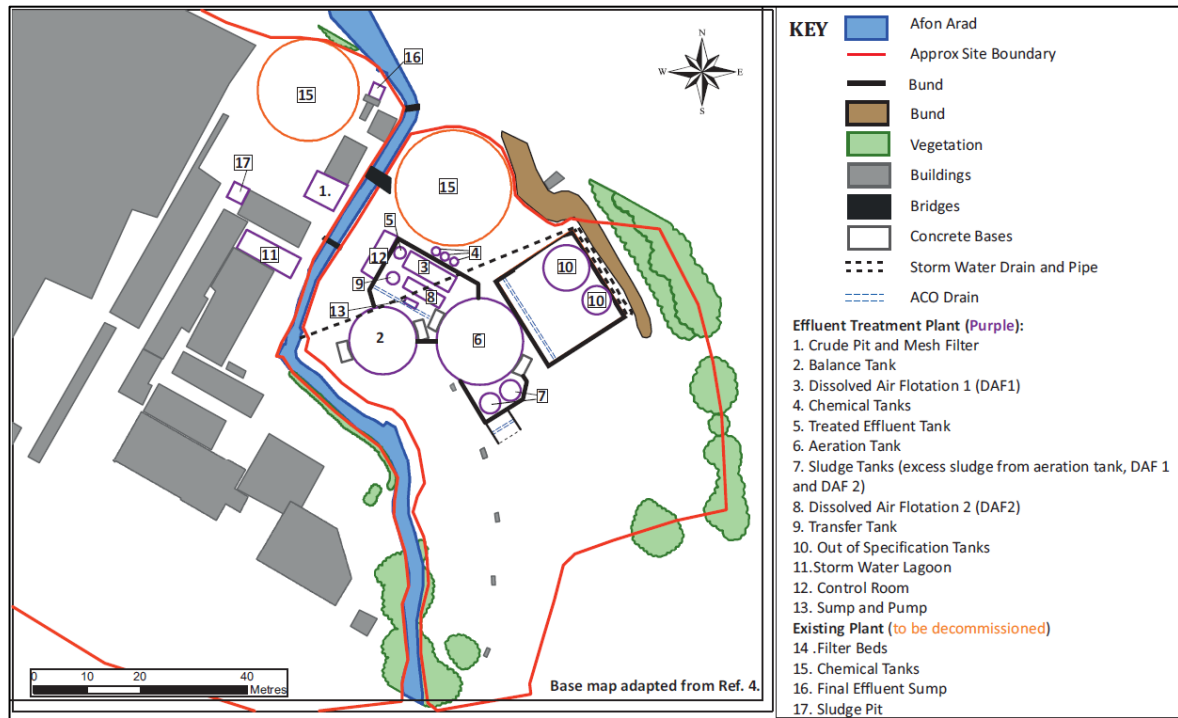 16
15
N
W
E
S
17
1.
15
11
5
4
12
3
10
9
8
10
13
2
6
7
0 10 20 40
Metres
Base map adapted from Ref. 4.
KEY
Afon Arad
Approx Site Boundary
Bund
Bund
Vegetation
Buildings
Bridges
Concrete Bases
Storm Water Drain and Pipe
ACO Drain
Effluent Treatment Plant (Purple):
1. Crude Pit and Mesh Filter
2. Balance Tank
3. Dissolved Air Flotation 1 (DAF1)
4. Chemical Tanks
5. Treated Effluent Tank
6. Aeration Tank
7. Sludge Tanks (excess sludge from aeration tank, DAF 1
and DAF 2)
8. Dissolved Air Flotation 2 (DAF2)
9. Transfer Tank
10. Out of Specification Tanks
11.Storm Water Lagoon
12. Control Room
13. Sump and Pump
Existing Plant (to be decommissioned)
14 .Filter Beds
15. Chemical Tanks
16. Final Effluent Sump
17. Sludge Pit